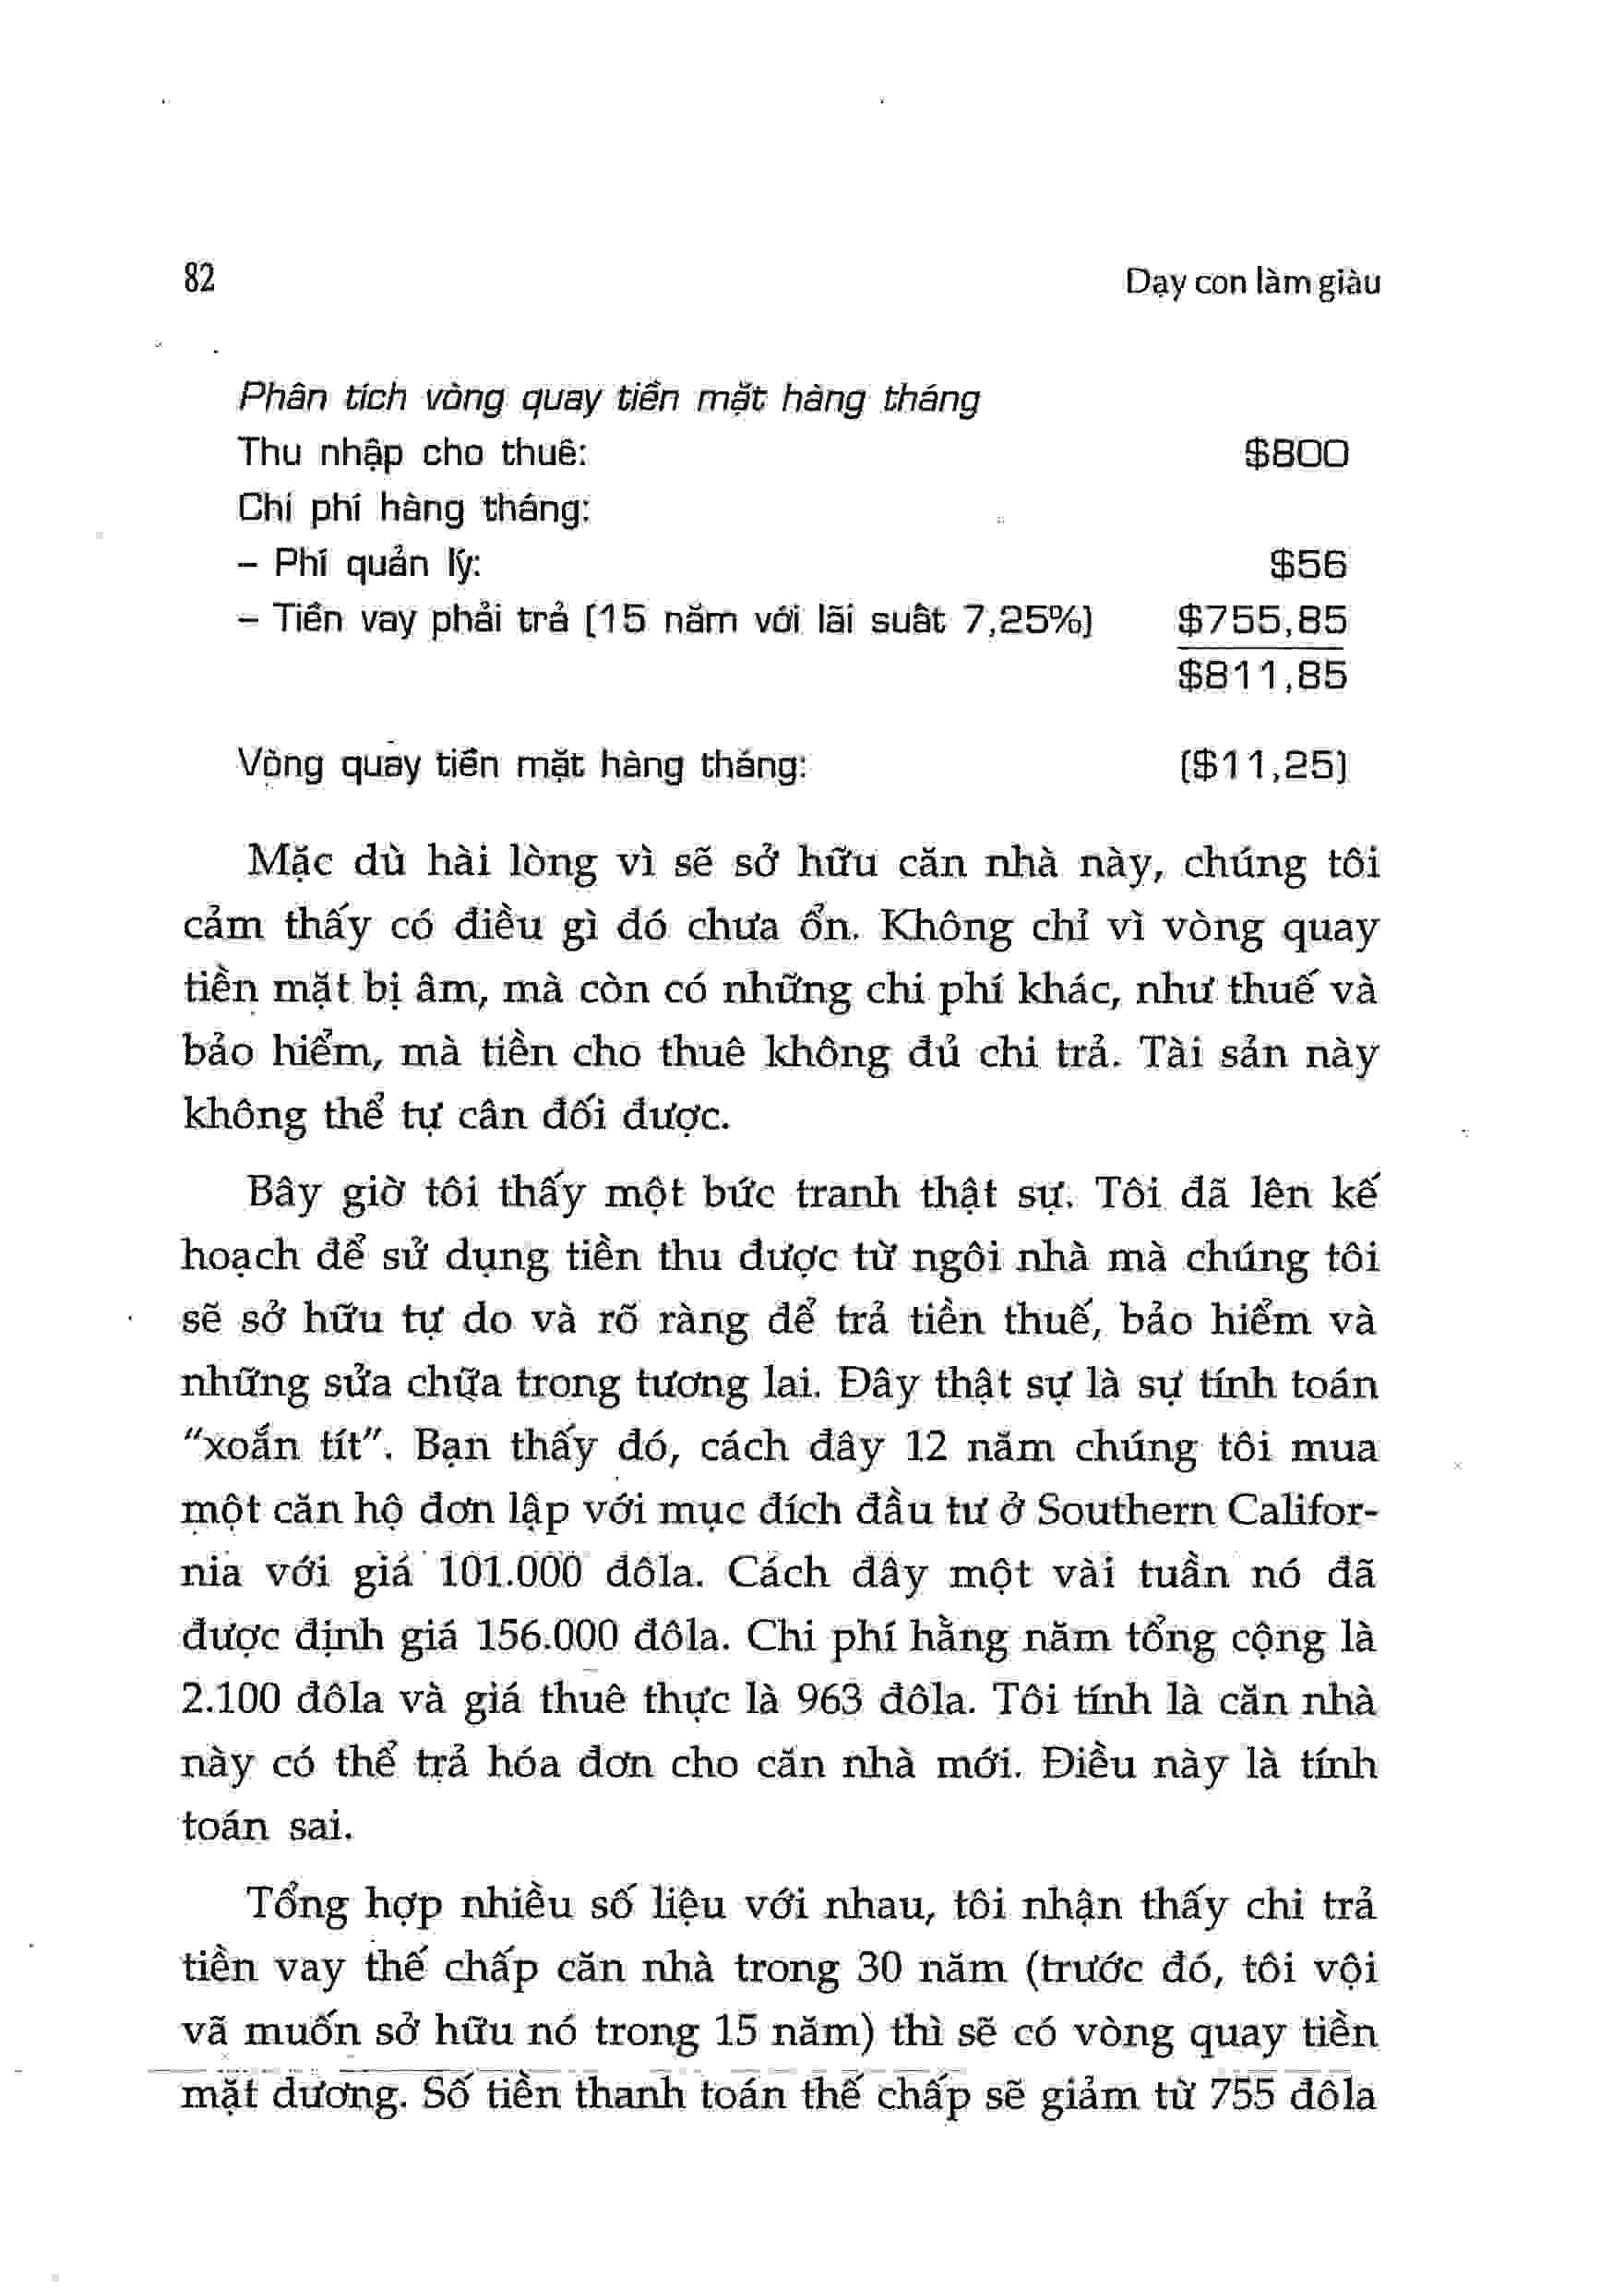 82
Dạy con làm giàu
Phân tích vòng quay tiền mặt hàng tháng
Thu nhập cho thuê: $800
Chi phí hàng tháng:
– Phí quản lý: $56
– Tiền vay phải trả (15 năm với lãi suất 7,25%) $755,85
$811,85
Vòng quay tiền mặt hàng tháng: ($11,25)
Mặc dù hài lòng vì sẽ sở hữu căn nhà này, chúng tôi
cảm thấy có điều gì đó chưa ổn. Không chỉ vì vòng quay
tiền mặt bị âm, mà còn có những chi phí khác, như thuế và
bảo hiểm, mà tiền cho thuê không đủ chi trả. Tài sản này
không thể tự cân đối được.
Bây giờ tôi thấy một bức tranh thật sự. Tôi đã lên kế
hoạch để sử dụng tiền thu được từ ngôi nhà mà chúng tôi
sẽ sở hữu tự do và rõ ràng để trả tiền thuế, bảo hiểm và
những sửa chữa trong tương lai. Đây thật sự là sự tính toán
“xoắn tít”. Bạn thấy đó, cách đây 12 năm chúng tôi mua
một căn hộ đơn lập với mục đích đầu tư ở Southern Califor-
nia với giá 101.000 đôla. Cách đây một vài tuần nó đã
được định giá 156.000 đôla. Chi phí hằng năm tổng cộng là
2.100 đôla và giá thuê thực là 963 đôla. Tôi tính là căn nhà
này có thể trả hóa đơn cho căn nhà mới. Điều này là tính
toán sai.
Tổng hợp nhiều số liệu với nhau, tôi nhận thấy chi trả
tiền vay thế chấp căn nhà trong 30 năm (trước đó, tôi vội
vã muốn sở hữu nó trong 15 năm) thì sẽ có vòng quay tiền
mặt dương. Số tiền thanh toán thế chấp sẽ giảm từ 755 đôla